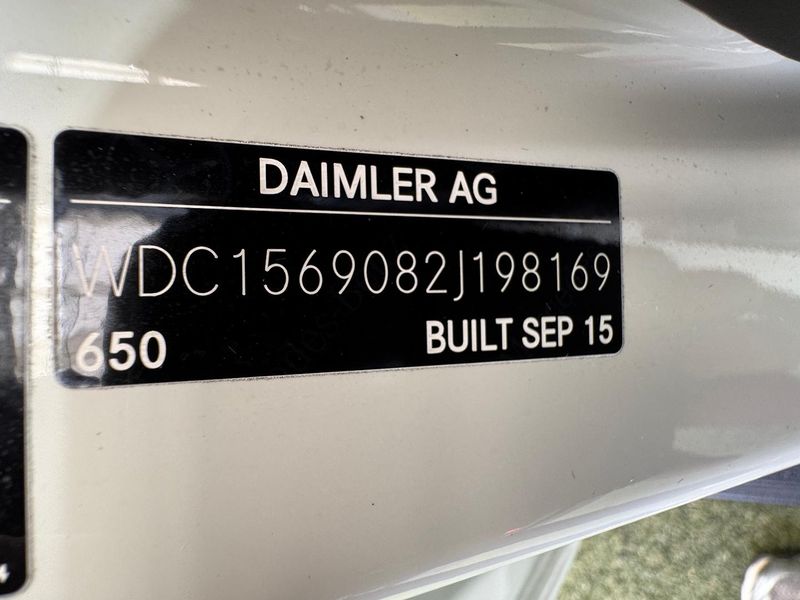 DAIMLER AG
WDC1569082J198169
650 BUILT SEP 15